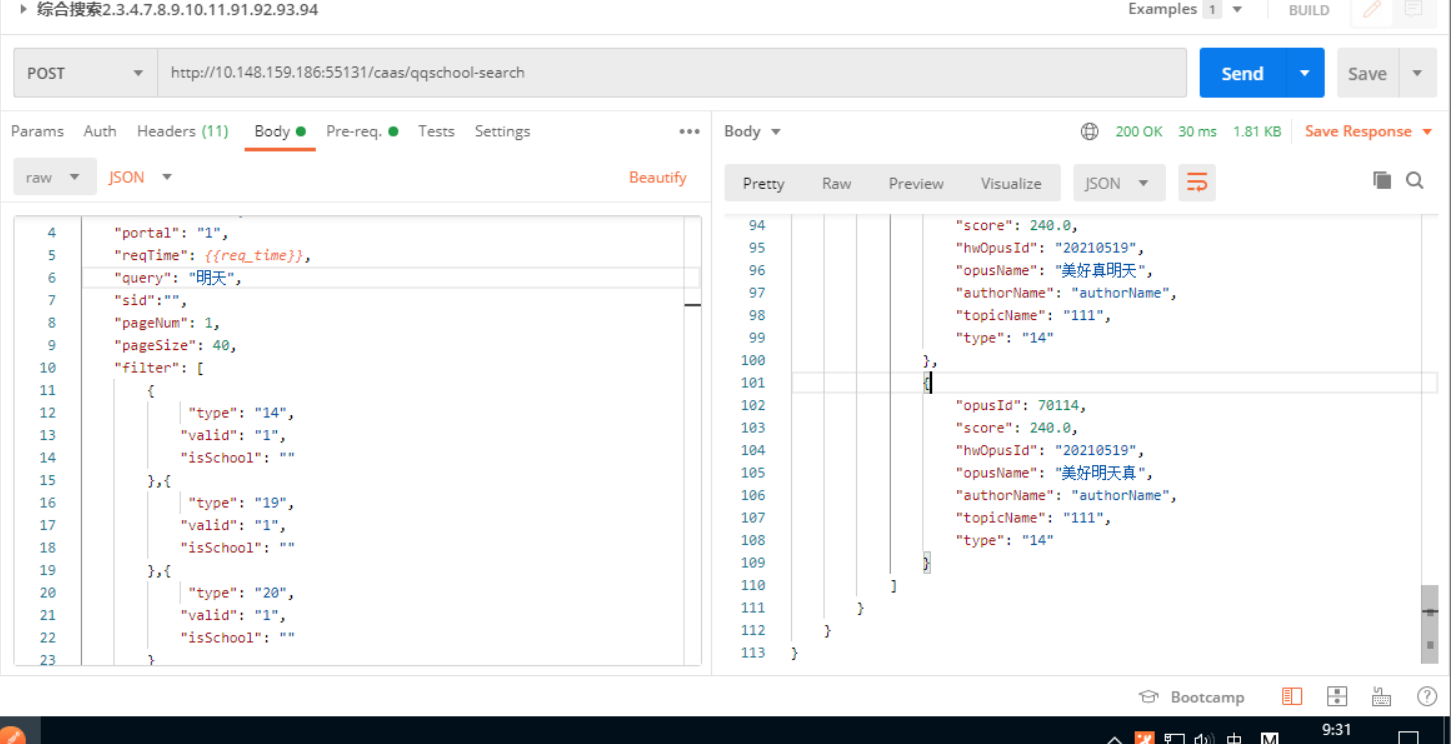 综合搜索2.3.4.7.8.9.10.11.91.92.93.94
Examples 1
BUILD
POST
http://10.148.159.186:55131/caas/qqschool-search
Send
Save
Params Auth Headers (11) Body Pre-req. Tests Settings
raw JSON Beautify
4 "portal": "1",
5 "reqTime": {{req_time}},
6 "query": "明天",
7 "sid":"",
8 "pageNum": 1,
9 "pageSize": 40,
10 "filter": [
11 {
12 "type": "14",
13 "valid": "1",
14 "isSchool": ""
15 },{
16 "type": "19",
17 "valid": "1",
18 "isSchool": ""
19 },{
20 "type": "20",
21 "valid": "1",
22 "isSchool": ""
23 }
Body 200 OK 30 ms 1.81 KB Save Response
Pretty Raw Preview Visualize JSON
94 "score": 240.0,
95 "hwOpusId": "20210519",
96 "opusName": "美好真明天",
97 "authorName": "authorName",
98 "topicName": "111",
99 "type": "14"
100 },
101 {
102 "opusId": 70114,
103 "score": 240.0,
104 "hwOpusId": "20210519",
105 "opusName": "美好明天真",
106 "authorName": "authorName",
107 "topicName": "111",
108 "type": "14"
109 }
110 ]
111 }
112 }
113 }
Bootcamp
中 M 9:31